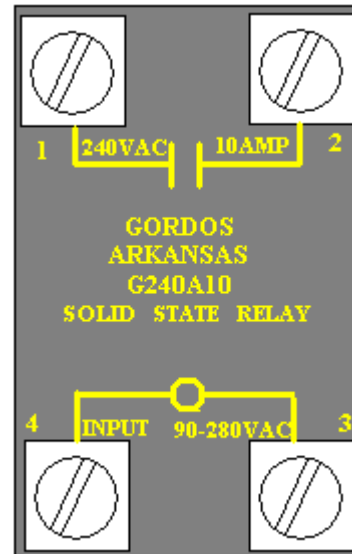 1 240VAC 10AMP 2
GORDOS
ARKANSAS
G240A10
SOLID STATE RELAY
4 INPUT 90-280VAC 3